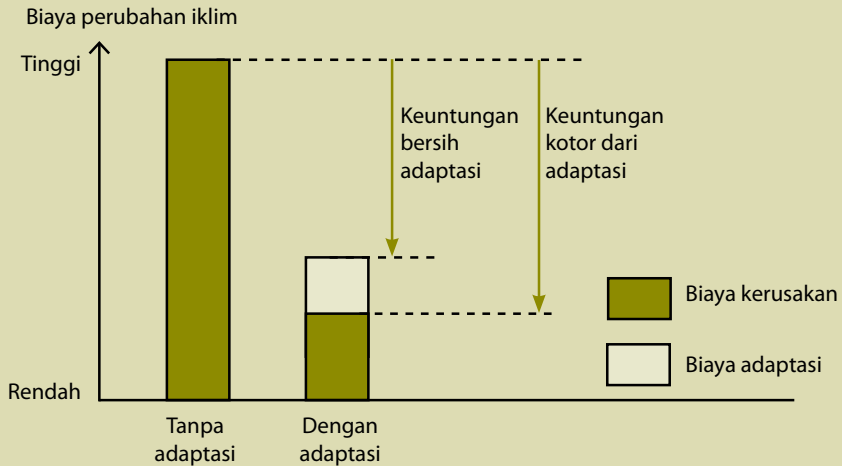 Biaya perubahan iklim
Tinggi
Keuntungan
bersih
adaptasi
Keuntungan
kotor dari
adaptasi
Biaya kerusakan
Biaya adaptasi
Rendah
Tanpa
adaptasi
Dengan
adaptasi